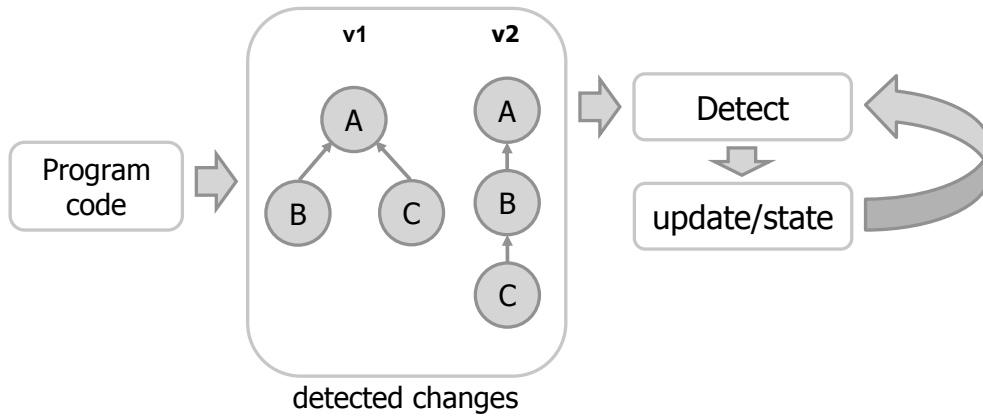 Program
code
v1
A
B
C
v2
A
B
C
detected changes
Detect
update/state